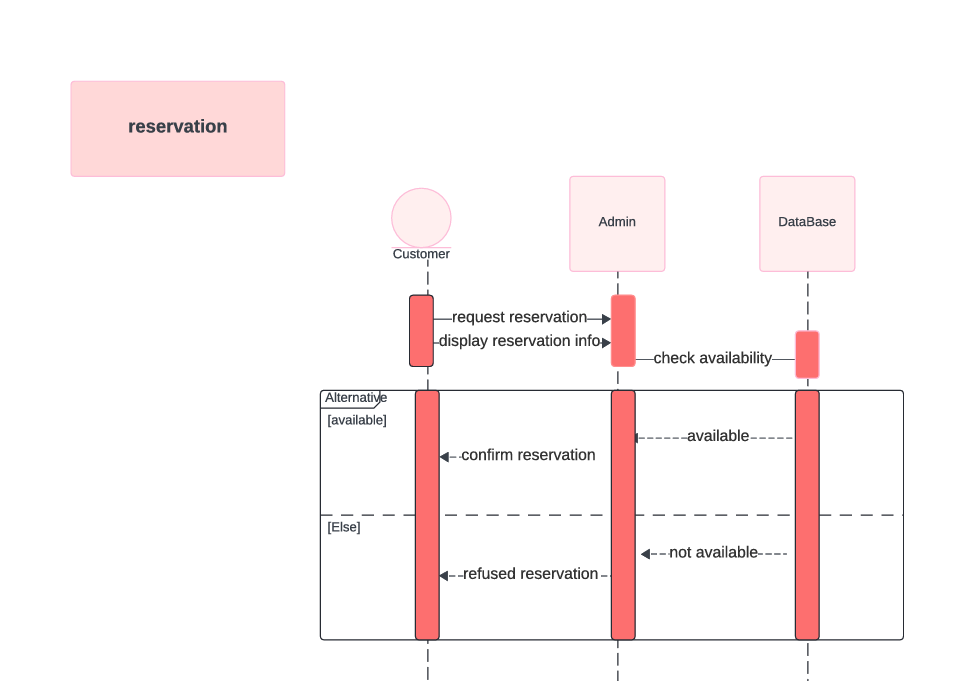 reservation
Customer
Admin
DataBase
request reservation
display reservation info
check availability
Alternative
[available]
available
confirm reservation
[Else]
not available
refused reservation